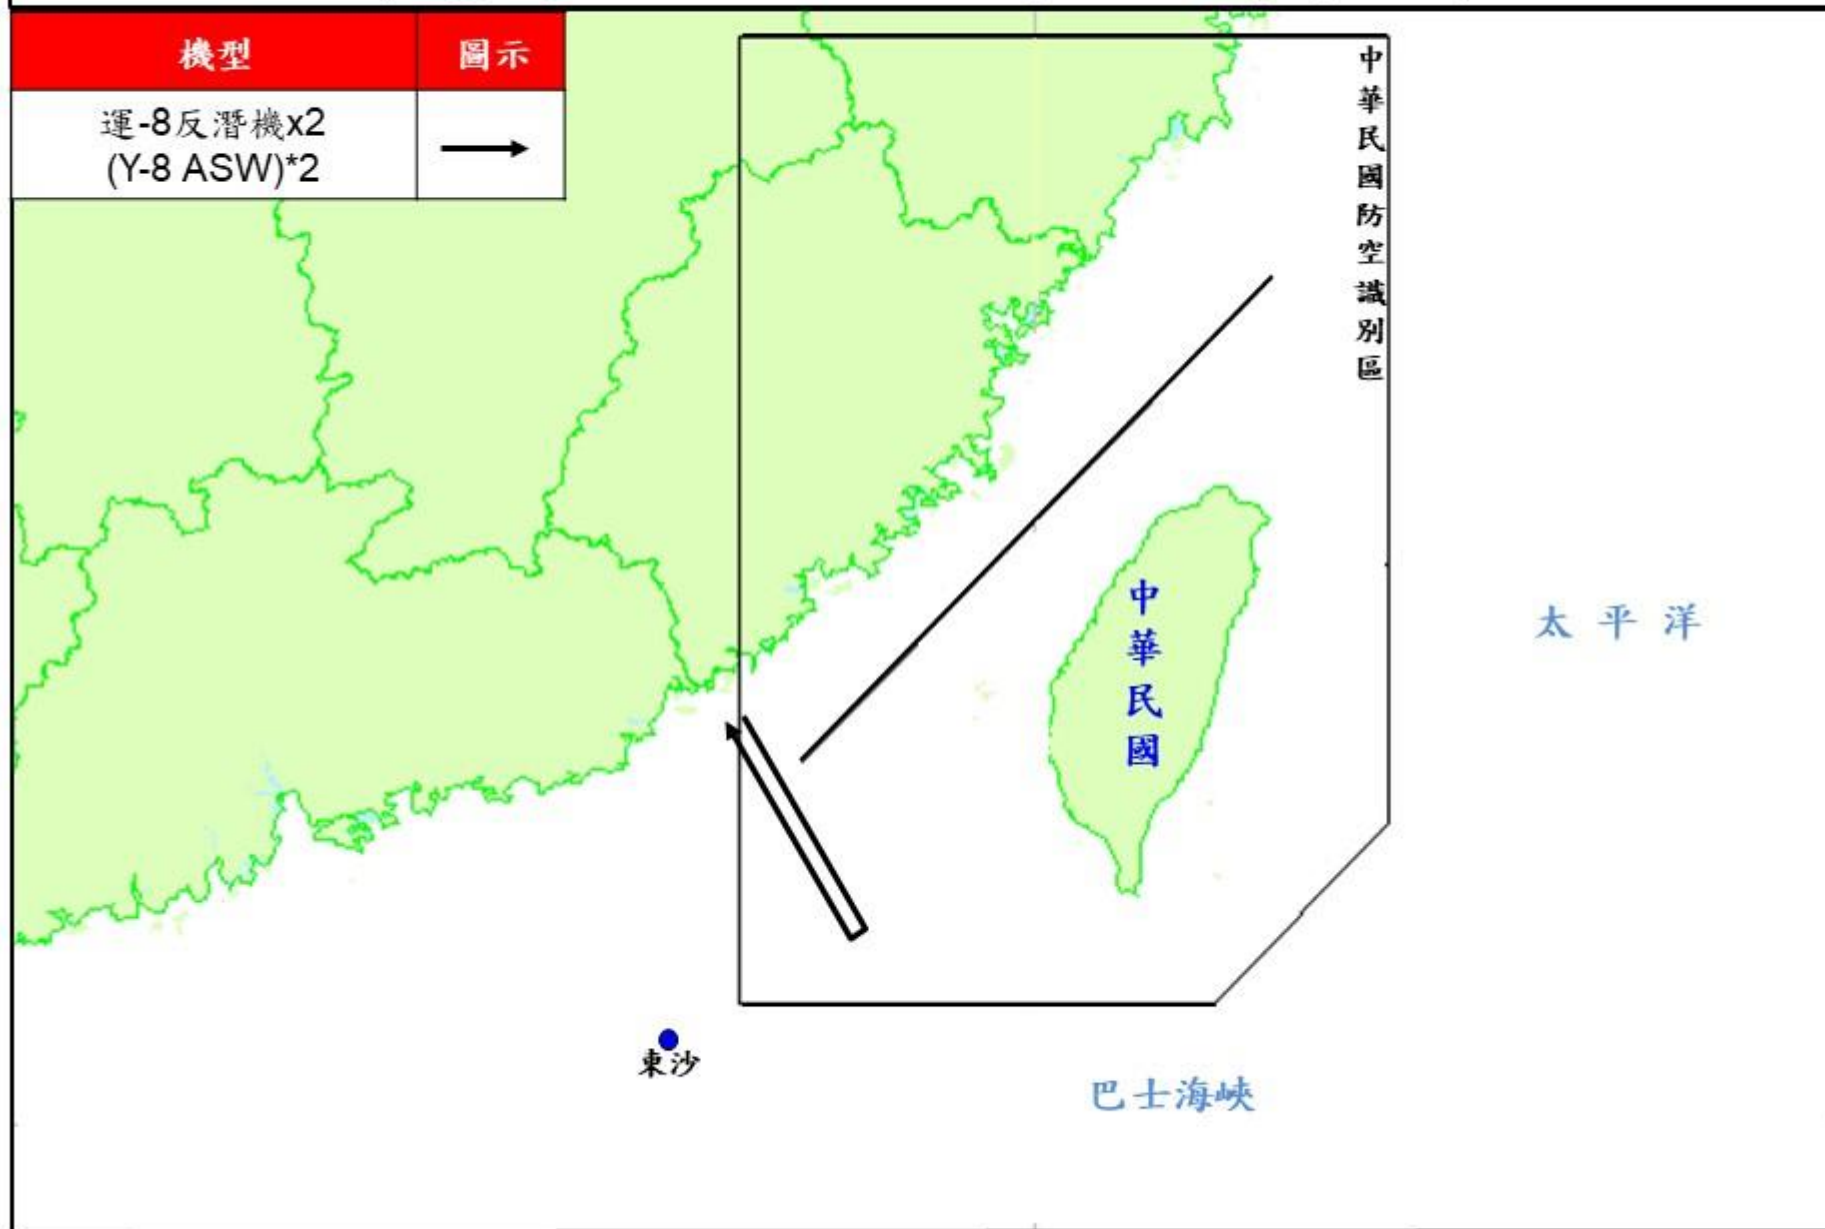 機型
圖示
運-8反潛機x2
(Y-8 ASW)*2
中華民國防空識別區
中華民國
太平洋
東沙
巴士海峽